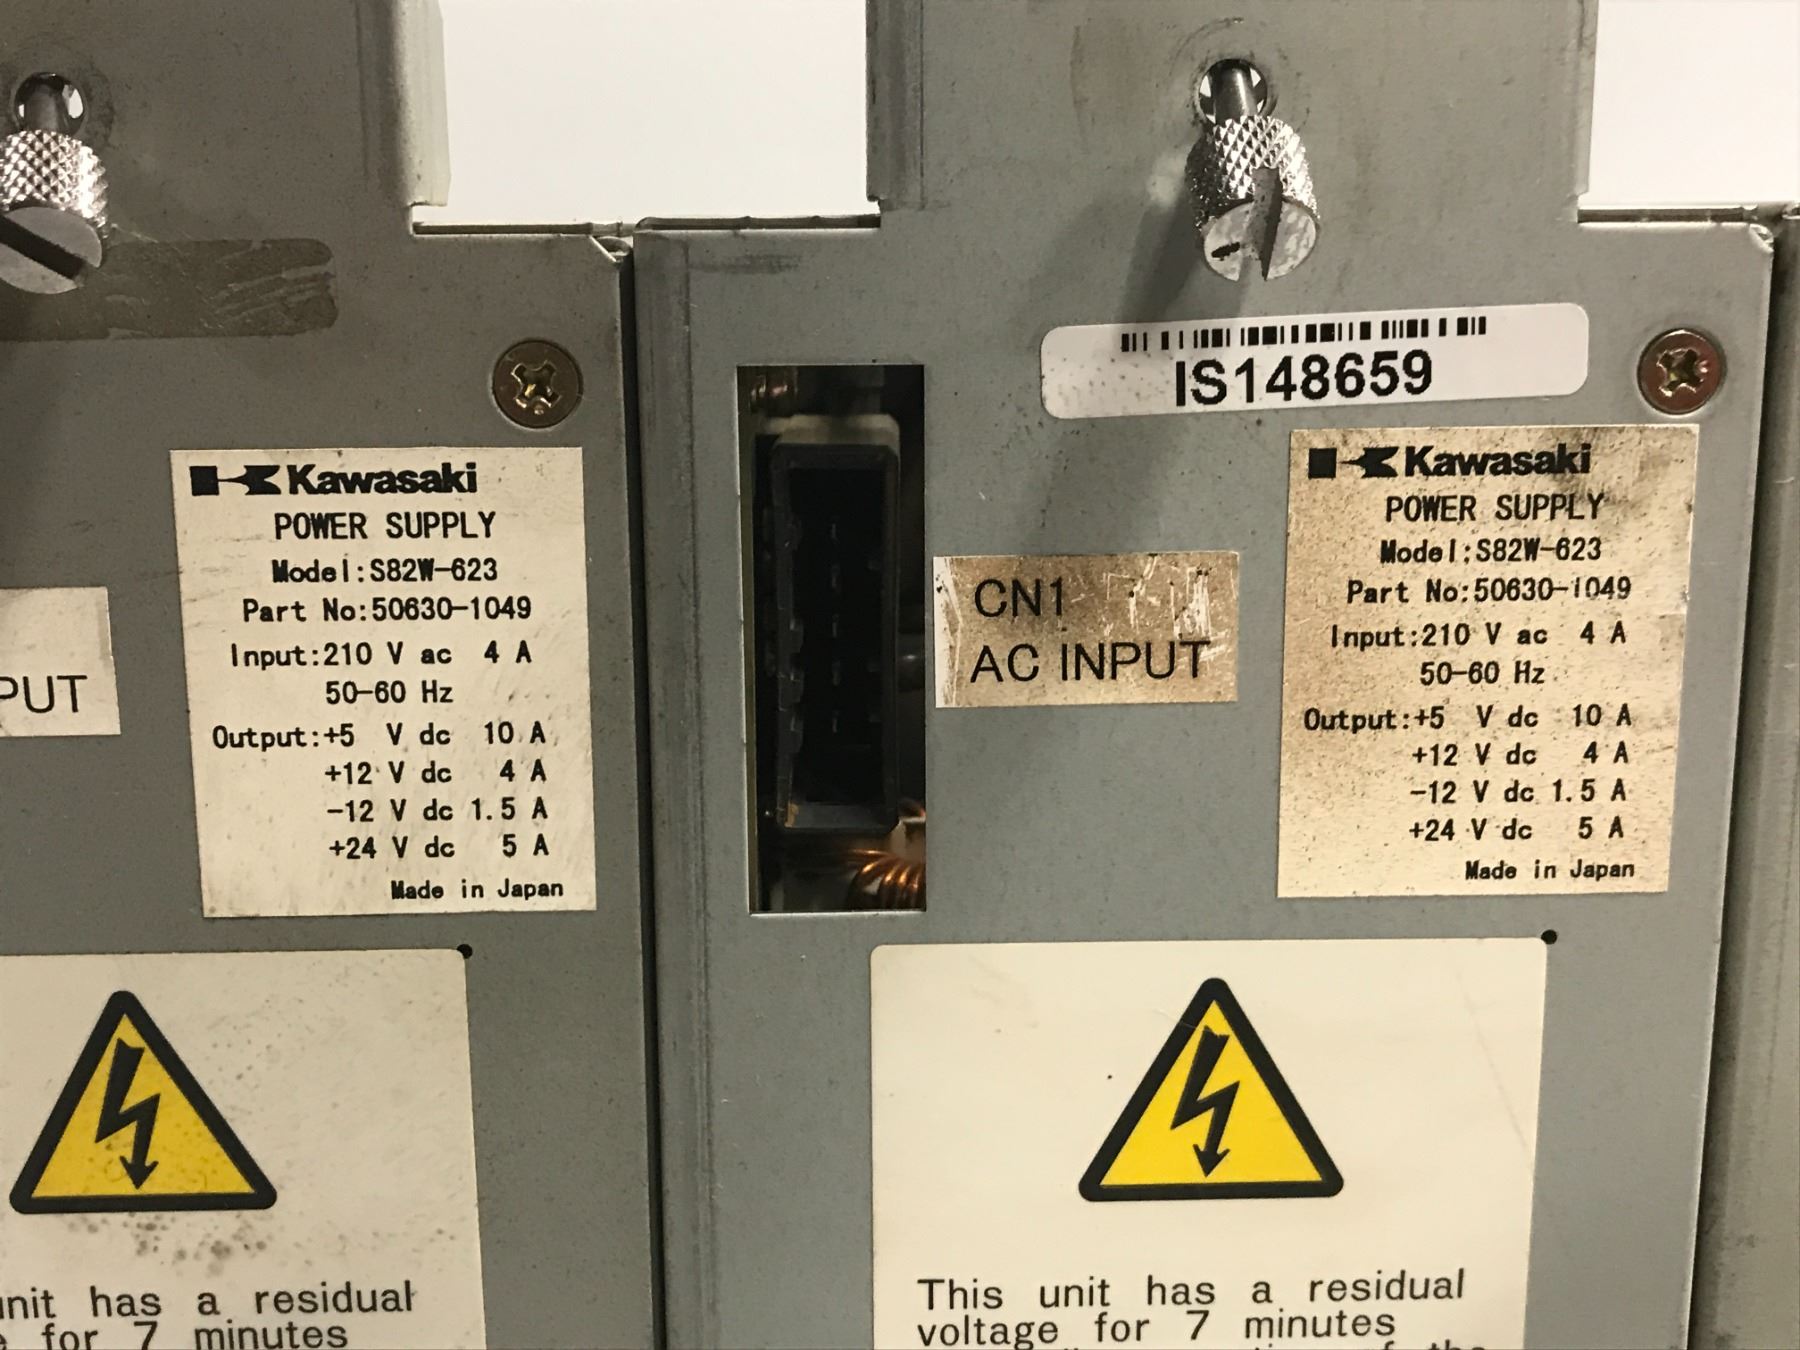 Kawasaki
POWER SUPPLY
Model:S82W-623
Part No:50630-1049
Input:210 V ac 4 A
50-60 Hz
Output:+5 V dc 10 A
+12 V dc 4 A
-12 V dc 1.5 A
+24 V dc 5 A
Made in Japan
PUT
unit has a residual
for 7 minutes
IS148659
CN1
AC INPUT
Kawasaki
POWER SUPPLY
Model:S82W-623
Part No:50630-1049
Input:210 V ac 4 A
50-60 Hz
Output:+5 V dc 10 A
+12 V dc 4 A
-12 V dc 1.5 A
+24 V dc 5 A
Made in Japan
This unit has a residual
voltage for 7 minutes
of the